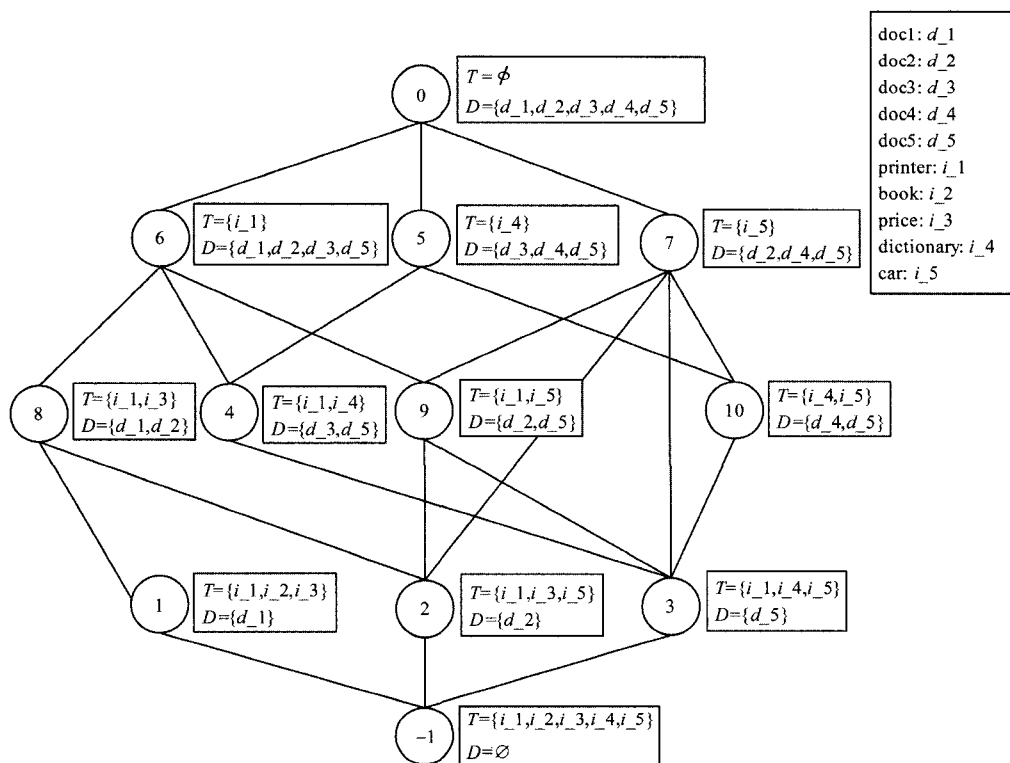 0
T=ϕ
D={d_1,d_2,d_3,d_4,d_5}
doc1: d_1
doc2: d_2
doc3: d_3
doc4: d_4
doc5: d_5
printer: i_1
book: i_2
price: i_3
dictionary: i_4
car: i_5
6
T={i_1}
D={d_1,d_2,d_3,d_5}
5
T={i_4}
D={d_3,d_4,d_5}
7
T={i_5}
D={d_2,d_4,d_5}
8
T={i_1,i_3}
D={d_1,d_2}
4
T={i_1,i_4}
D={d_3,d_5}
9
T={i_1,i_5}
D={d_2,d_5}
10
T={i_4,i_5}
D={d_4,d_5}
1
T={i_1,i_2,i_3}
D={d_1}
2
T={i_1,i_3,i_5}
D={d_2}
3
T={i_1,i_4,i_5}
D={d_5}
−1
T={i_1,i_2,i_3,i_4,i_5}
D=∅